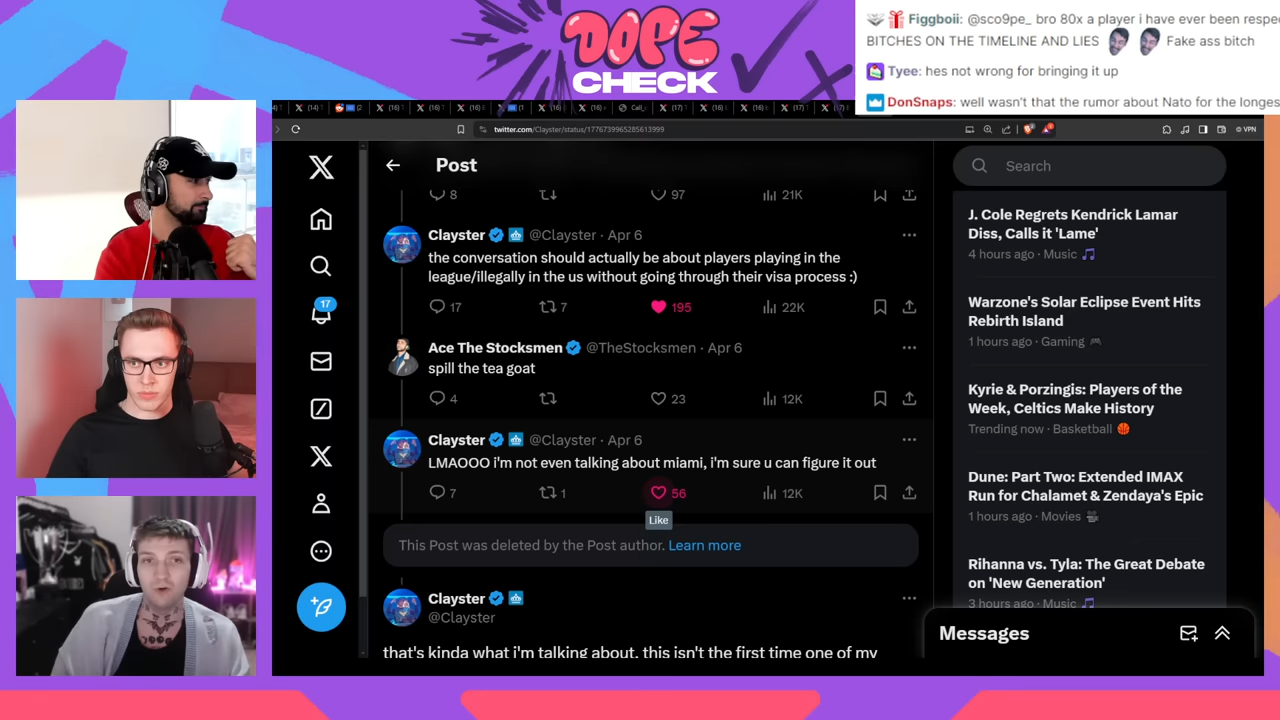 DOPE
CHECK
Figgboii: @sco9pe_ bro 80x a player i have ever been respe
BITCHES ON THE TIMELINE AND LIES Fake ass bitch
Tyee: hes not wrong for bringing it up
DonSnaps: well wasn't that the rumor about Nato for the longes
twitter.com/Clayster/status/1776739965285613999
VPN
Post
Search
8 97 21K
Clayster @Clayster · Apr 6
the conversation should actually be about players playing in the
league/illegally in the us without going through their visa process :)
17 7 195 22K
Ace The Stocksmen @TheStocksmen · Apr 6
spill the tea goat
4 23 12K
Clayster @Clayster · Apr 6
LMAOOO i'm not even talking about miami, i'm sure u can figure it out
7 1 56 12K
Like
This Post was deleted by the Post author. Learn more
Clayster
@Clayster
that's kinda what i'm talking about. this isn't the first time one of my
17
J. Cole Regrets Kendrick Lamar
Diss, Calls it 'Lame'
4 hours ago · Music
Warzone's Solar Eclipse Event Hits
Rebirth Island
1 hours ago · Gaming
Kyrie & Porzingis: Players of the
Week, Celtics Make History
Trending now · Basketball
Dune: Part Two: Extended IMAX
Run for Chalamet & Zendaya's Epic
1 hours ago · Movies
Rihanna vs. Tyla: The Great Debate
on 'New Generation'
3 hours ago · Music
Messages